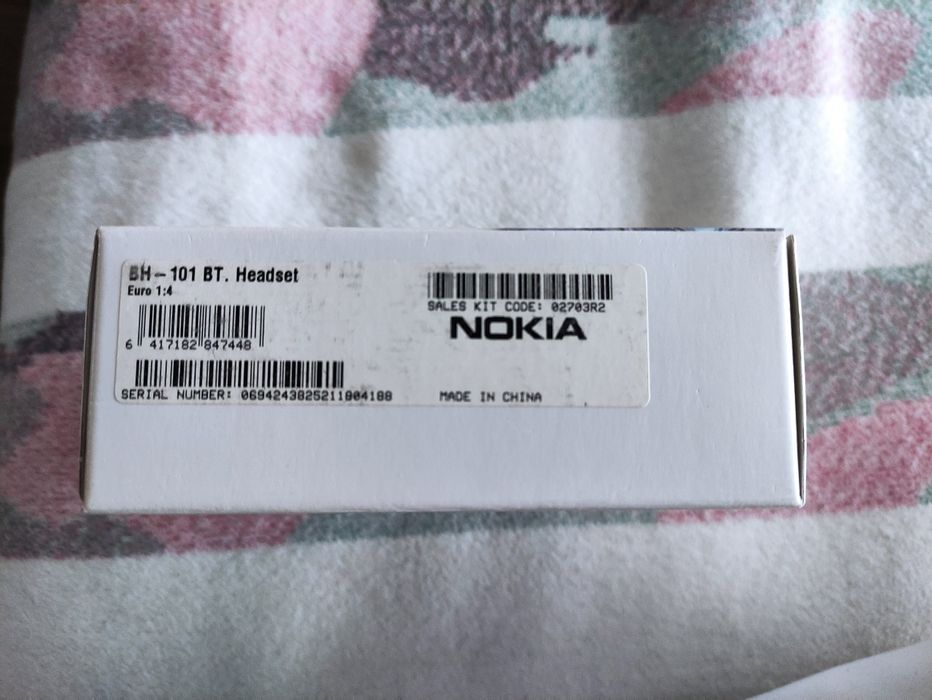 BH-101 BT. Headset
Euro 1:4
6 417182 847448
SERIAL NUMBER: 0694243825211804188
SALES KIT CODE: 02703R2
NOKIA
MADE IN CHINA